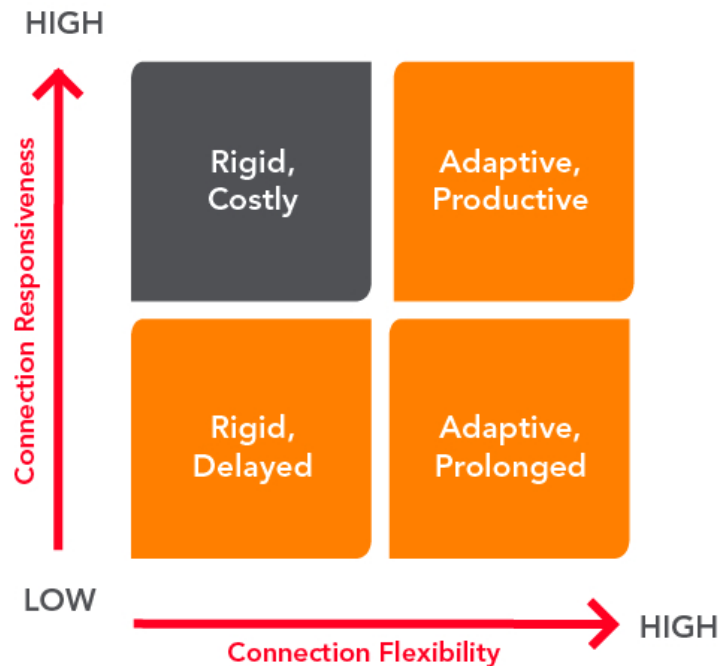 HIGH
Connection Responsiveness
Rigid,
Costly
Adaptive,
Productive
Rigid,
Delayed
Adaptive,
Prolonged
LOW
HIGH
Connection Flexibility